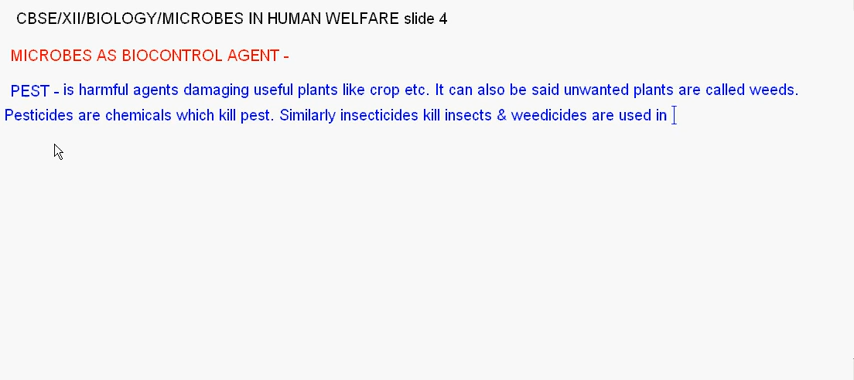 CBSE/XII/BIOLOGY/MICROBES IN HUMAN WELFARE slide 4
MICROBES AS BIOCONTROL AGENT -
PEST - is harmful agents damaging useful plants like crop etc. It can also be said unwanted plants are called weeds.
Pesticides are chemicals which kill pest. Similarly insecticides kill insects & weedicides are used in